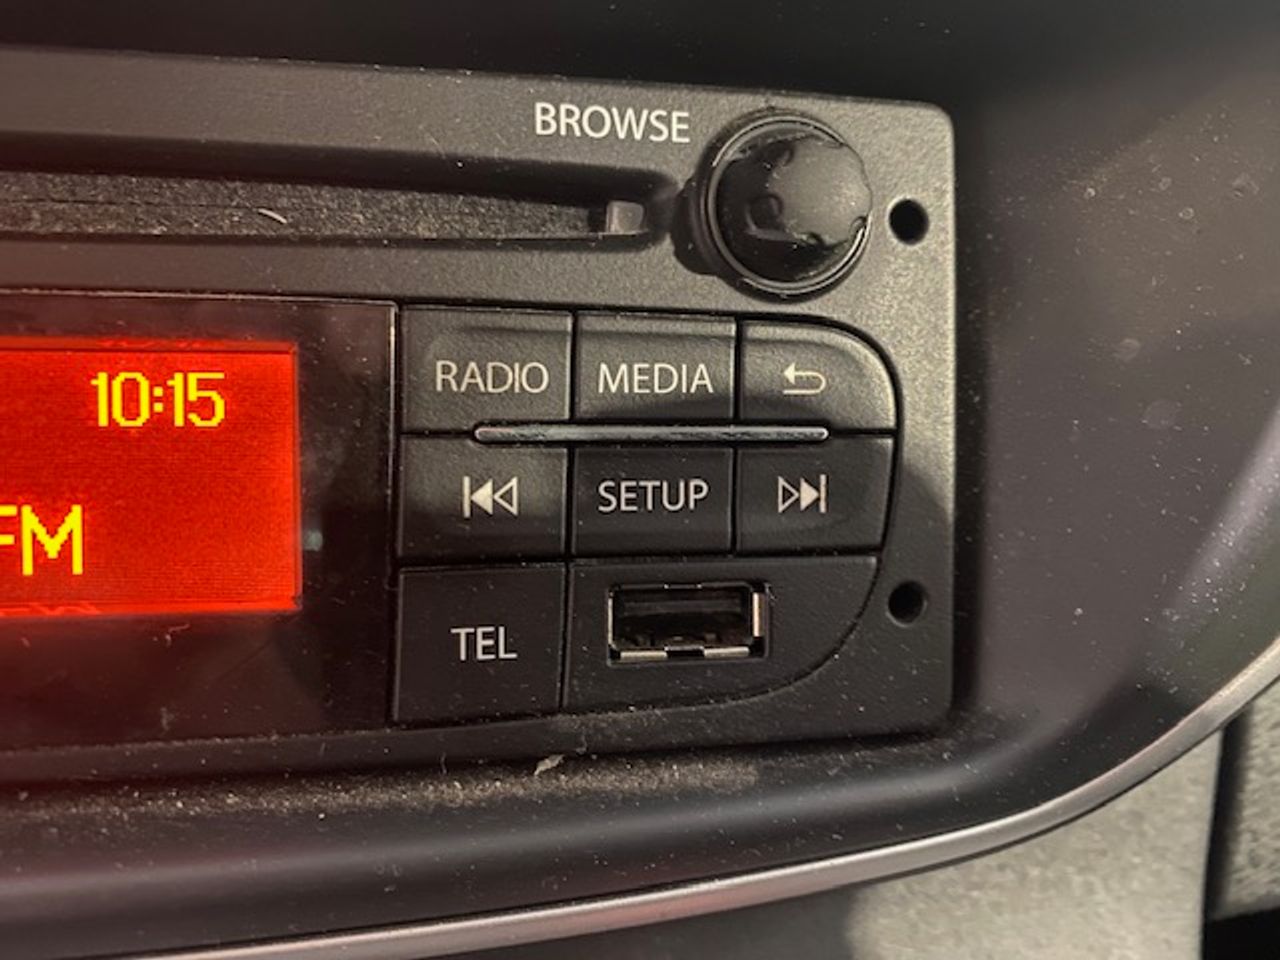 BROWSE
RADIO MEDIA
10:15
SETUP
FM
TEL